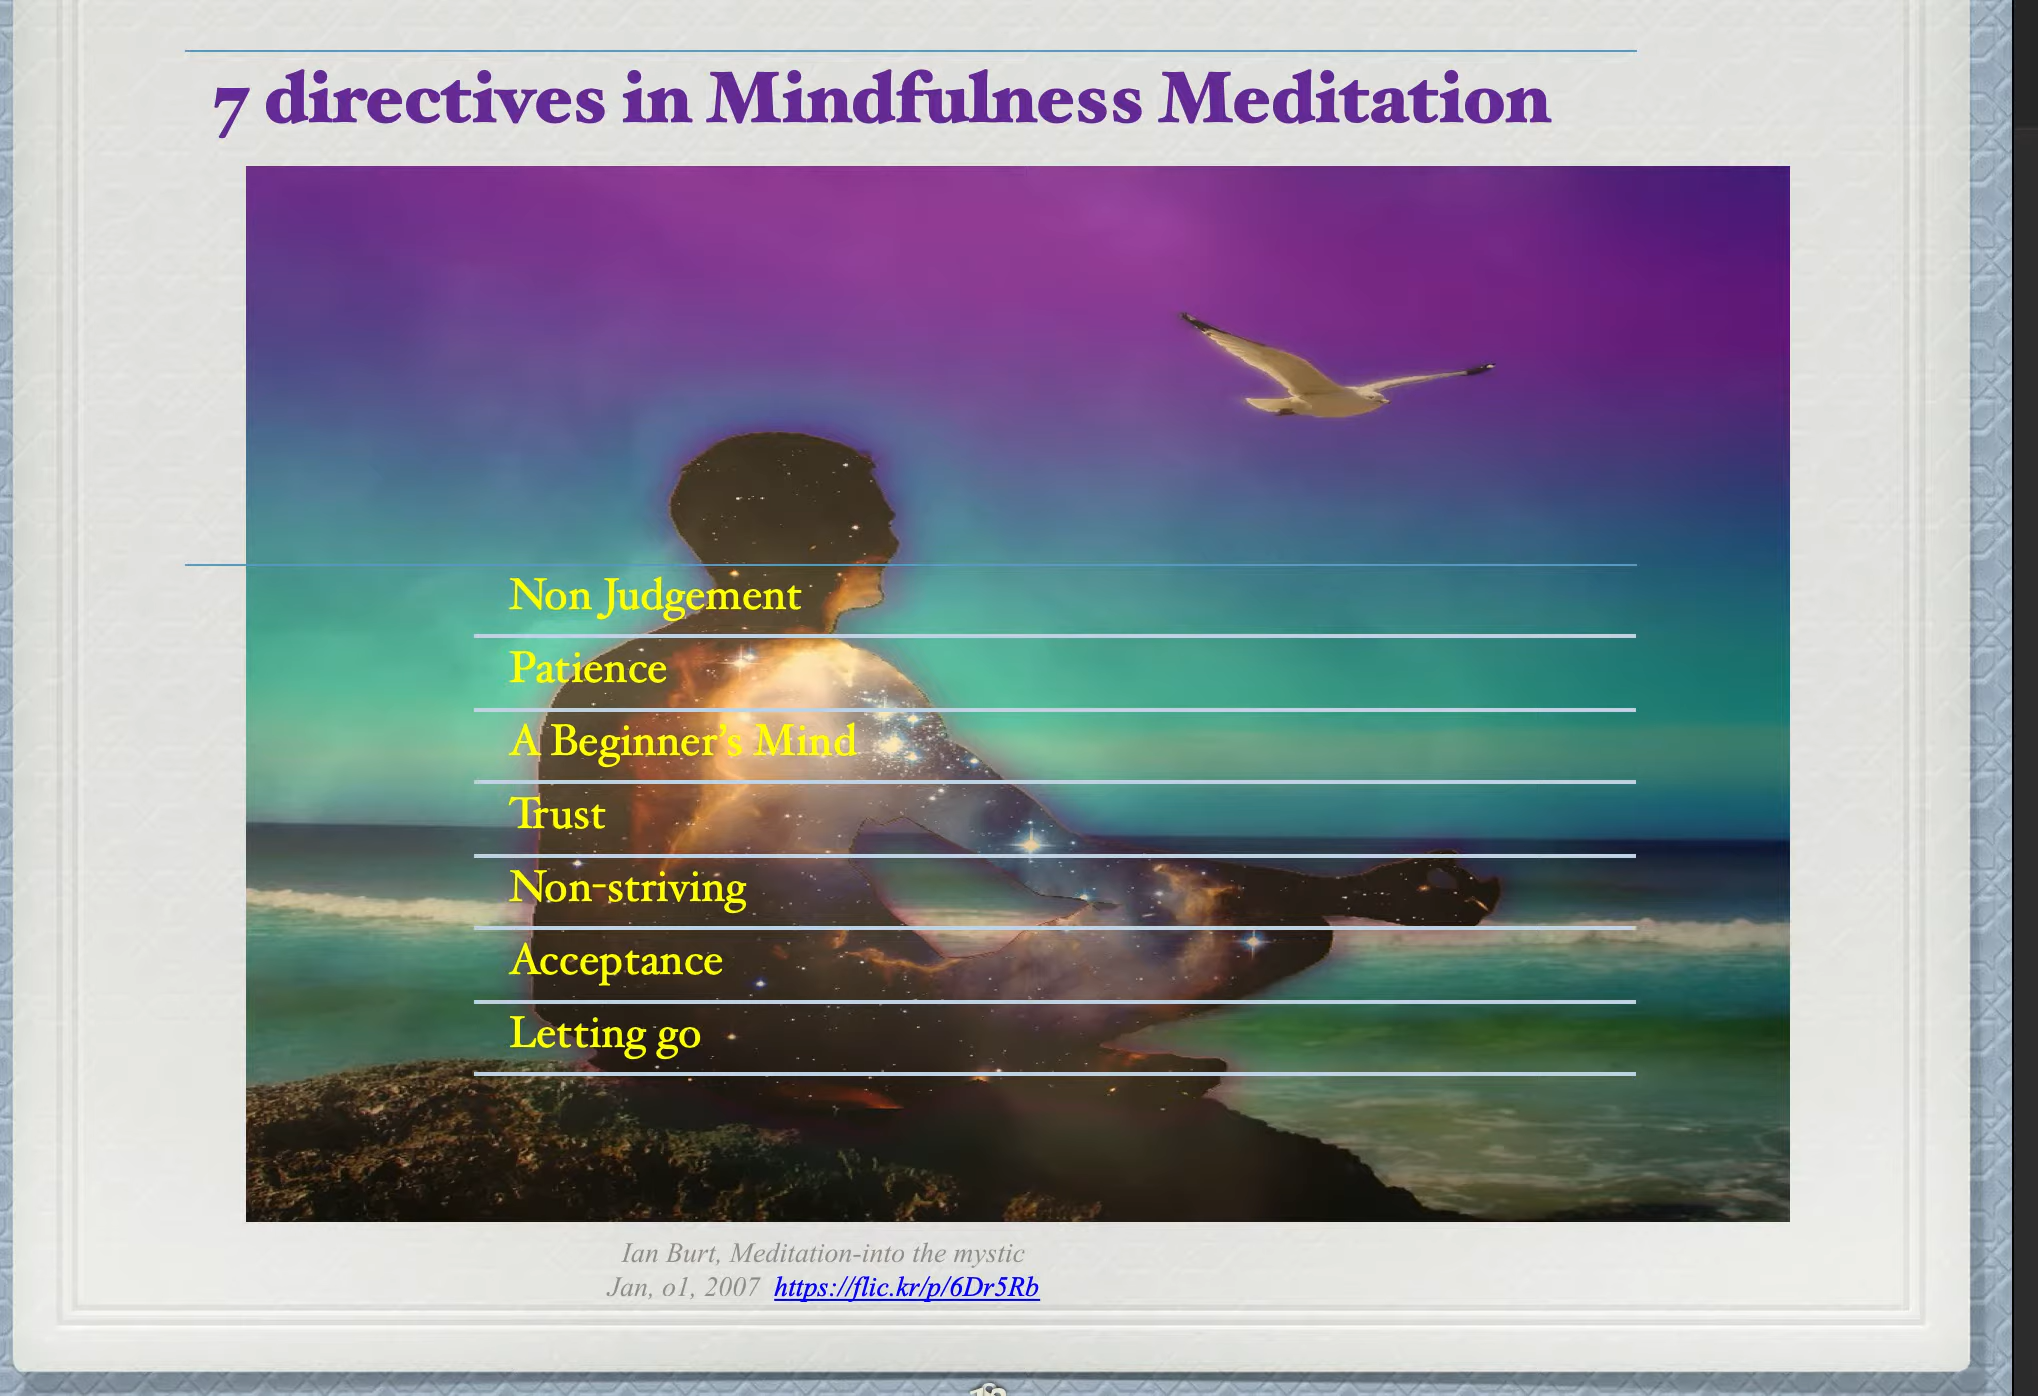 7 directives in Mindfulness Meditation
Non Judgement
Patience
A Beginner’s Mind
Trust
Non-striving
Acceptance
Letting go
Ian Burt, Meditation-into the mystic
Jan, o1, 2007 https://flic.kr/p/6Dr5Rb